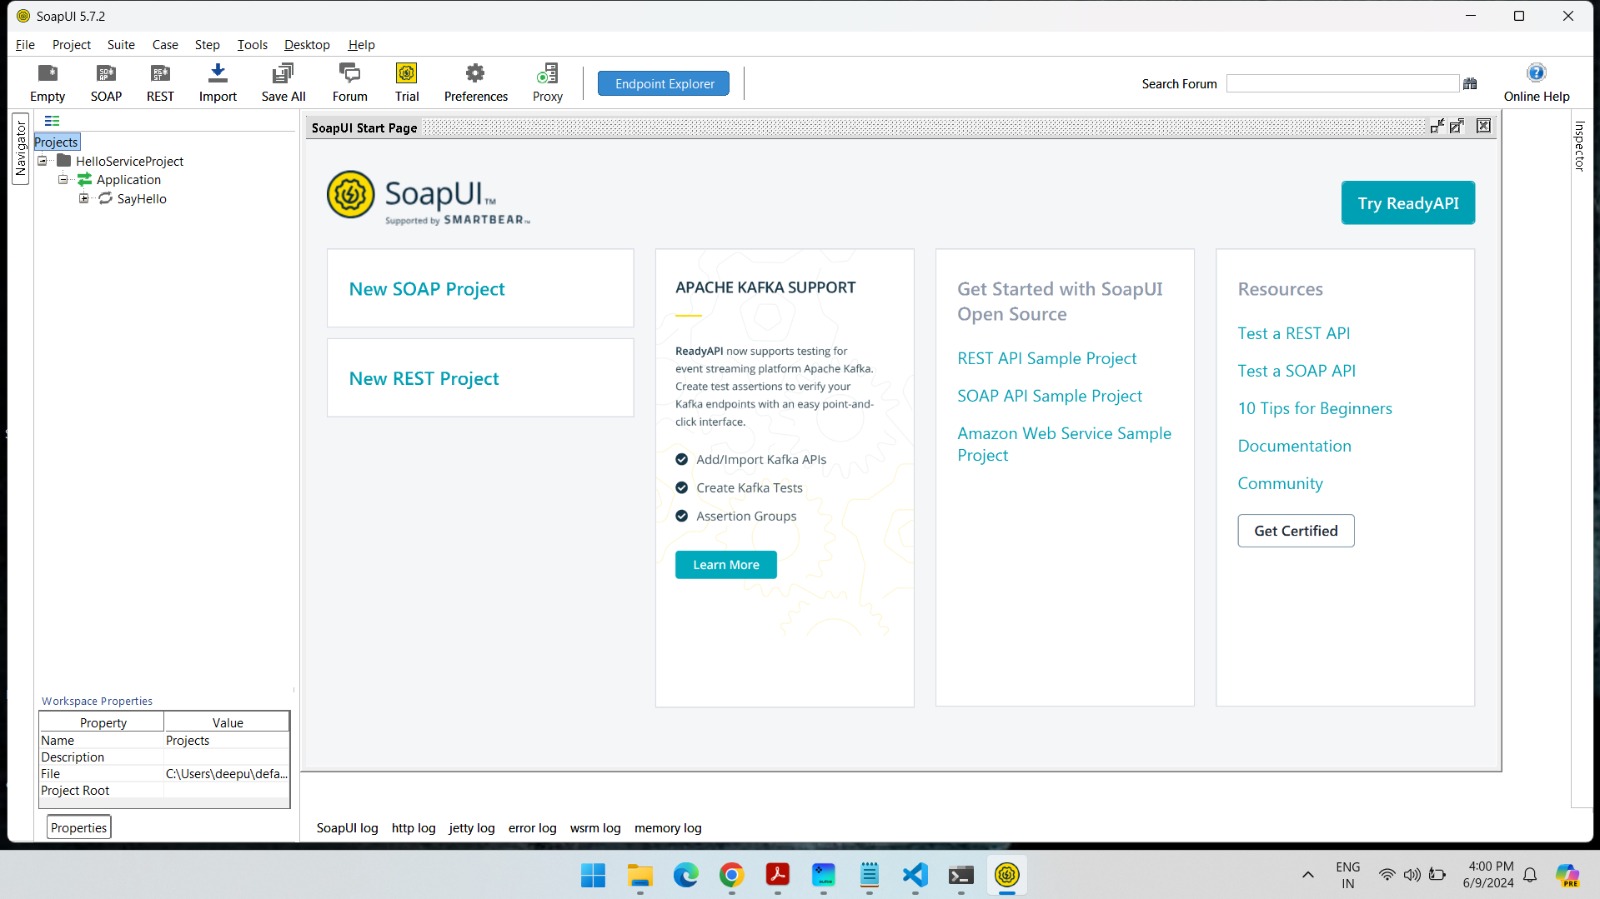 SoapUI 5.7.2
File Project Suite Case Step Tools Desktop Help
Empty SOAP REST Import Save All Forum Trial Preferences Proxy Endpoint Explorer Search Forum Online Help
Navigator
Projects
HelloServiceProject
Application
SayHello
SoapUI Start Page
Inspector
SoapUI™
Supported by SMARTBEAR™
Try ReadyAPI
New SOAP Project
New REST Project
APACHE KAFKA SUPPORT
ReadyAPI now supports testing for
event streaming platform Apache Kafka.
Create test assertions to verify your
Kafka endpoints with an easy point-and-
click interface.
Add/Import Kafka APIs
Create Kafka Tests
Assertion Groups
Learn More
Get Started with SoapUI
Open Source
REST API Sample Project
SOAP API Sample Project
Amazon Web Service Sample
Project
Resources
Test a REST API
Test a SOAP API
10 Tips for Beginners
Documentation
Community
Get Certified
Workspace Properties
Property Value
Name Projects
Description
File C:\Users\deepu\defa...
Project Root
Properties
SoapUI log http log jetty log error log wsrm log memory log
ENG
IN
4:00 PM
6/9/2024
PRE